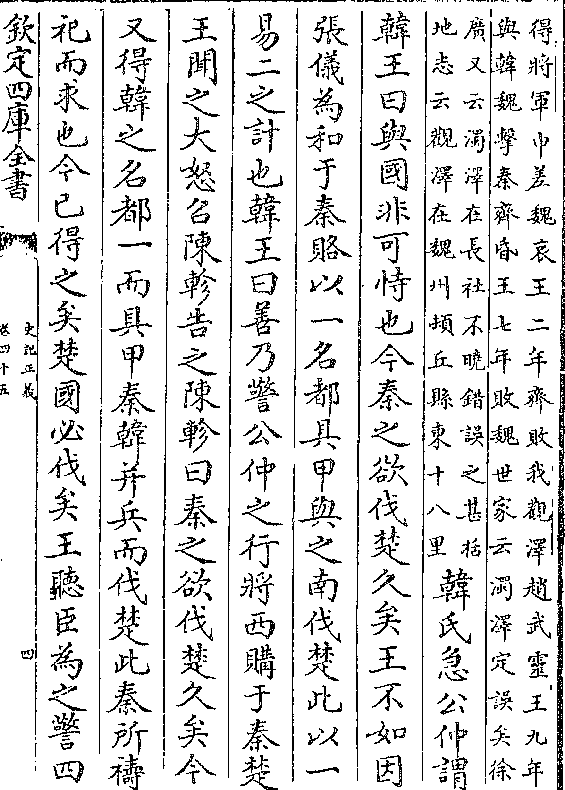 得將軍巾差魏哀王二年齊敗我觀澤趙武靈王九年
與韓魏擊秦齊昏王七年敗魏世家云濁澤定誤矣徐
廣又云濁澤在長社不曉錯誤之甚括
地志云觀澤在魏州頓丘縣東十八里
韓氏急公仲謂
韓王曰與國非可恃也今秦之欲伐楚久矣王不如因
張儀為和于秦賂以一名都具甲與之南伐楚此以一
易二之計也韓王曰善乃警公仲之行將西購于秦楚
王聞之大怒召陳軫告之陳軫曰秦之欲伐楚久矣今
又得韓之名都一而具甲秦韓并兵而伐楚此秦所禱
祀而求也今已得之矣楚國必伐矣王聽臣為之警四
欽定四庫全書
史記正義
卷四十五
四